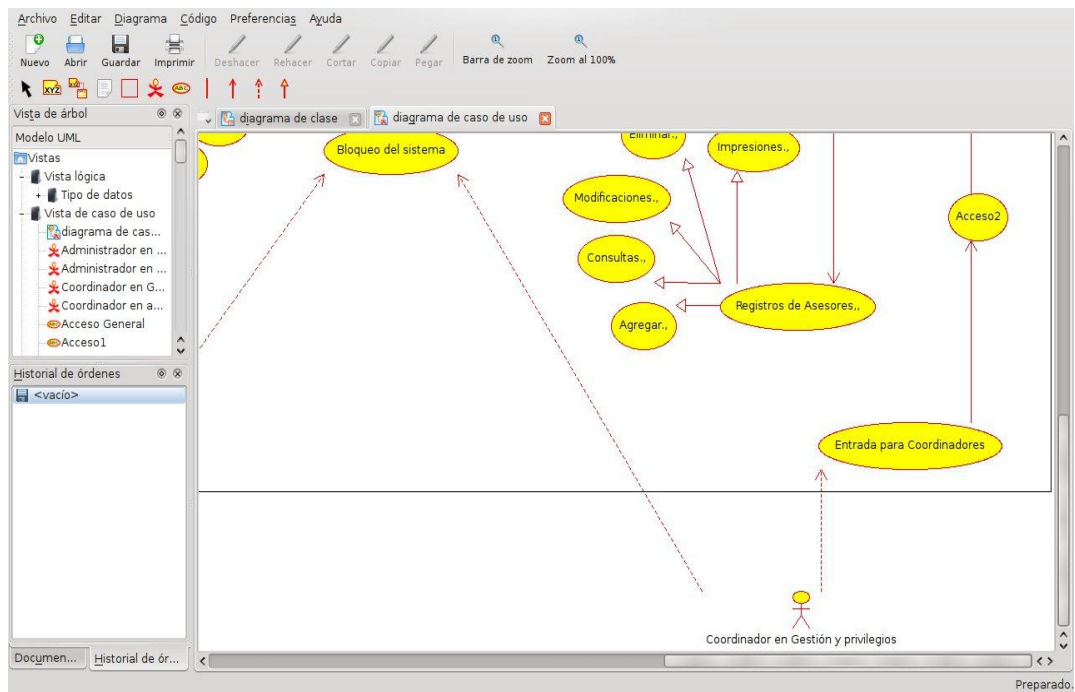 Archivo Editar Diagrama Código Preferencias Ayuda
Nuevo Abrir Guardar Imprimir Deshacer Rehacer Cortar Copiar Pegar Barra de zoom Zoom al 100%
XYZ ABC
Vista de árbol
diagrama de clase diagrama de caso de uso
Modelo UML
Vistas
Vista lógica
Tipo de datos
Vista de caso de uso
diagrama de cas...
Administrador en ...
Administrador en ...
Coordinador en G...
Coordinador en a...
Acceso General
Acceso1
Historial de órdenes
<vacío>
Documen... Historial de ór...
Bloqueo del sistema
Eliminar.,
Impresiones.,
Modificaciones.,
Acceso2
Consultas.,
Registros de Asesores,,
Agregar.,
Entrada para Coordinadores
Coordinador en Gestión y privilegios
Preparado.